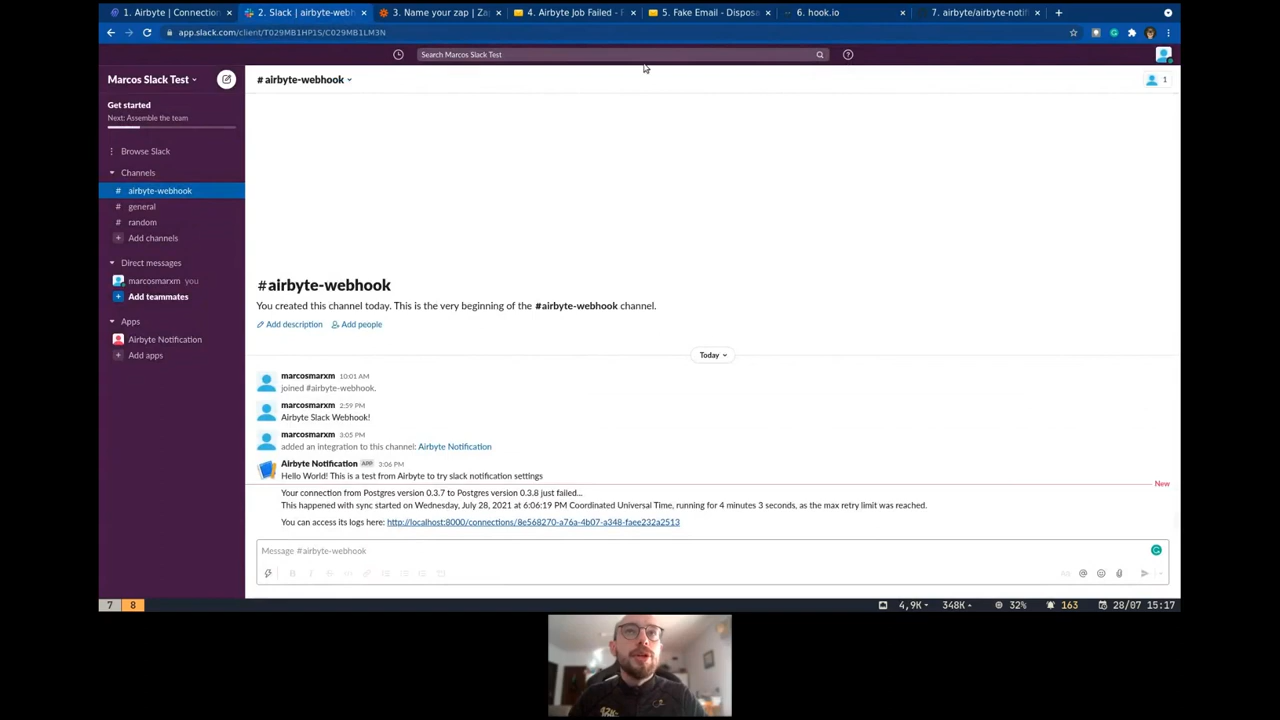 1. Airbyte | Connection
2. Slack | airbyte-webh
3. Name your zap | Za
4. Airbyte Job Failed -
5. Fake Email - Disposa
6. hook.io
7. airbyte/airbyte-notif
app.slack.com/client/T029MB1HP1S/C029MB1LM3N
Search Marcos Slack Test
Marcos Slack Test
# airbyte-webhook
1
Get started
Next: Assemble the team
Browse Slack
Channels
# airbyte-webhook
# general
# random
+ Add channels
Direct messages
marcosmarxm you
+ Add teammates
Apps
Airbyte Notification
+ Add apps
#airbyte-webhook
You created this channel today. This is the very beginning of the #airbyte-webhook channel.
Add description Add people
Today
marcosmarxm 10:01 AM
joined #airbyte-webhook.
marcosmarxm 2:59 PM
Airbyte Slack Webhook!
marcosmarxm 3:05 PM
added an integration to this channel: Airbyte Notification
Airbyte Notification APP 3:06 PM
Hello World! This is a test from Airbyte to try slack notification settings
New
Your connection from Postgres version 0.3.7 to Postgres version 0.3.8 just failed...
This happened with sync started on Wednesday, July 28, 2021 at 6:06:19 PM Coordinated Universal Time, running for 4 minutes 3 seconds, as the max retry limit was reached.
You can access its logs here: http://localhost:8000/connections/8e568270-a76a-4b07-a348-faee232a2513
Message #airbyte-webhook
7 8
4,9K 348K 32% 163 28/07 15:17